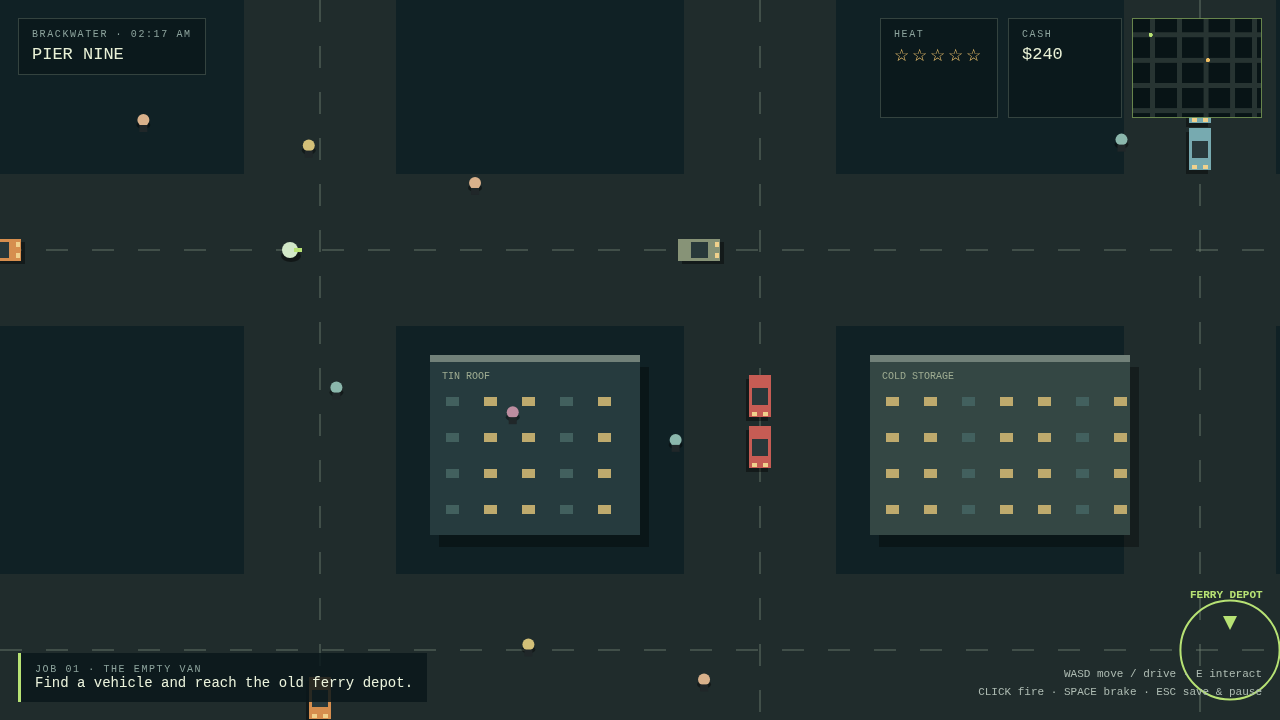 BRACKWATER · 02:17 AM
PIER NINE
HEAT
☆☆☆☆☆
CASH
$240
TIN ROOF
COLD STORAGE
FERRY DEPOT
JOB 01 · THE EMPTY VAN
Find a vehicle and reach the old ferry depot.
WASD move / drive · E interact
CLICK fire · SPACE brake · ESC save & pause